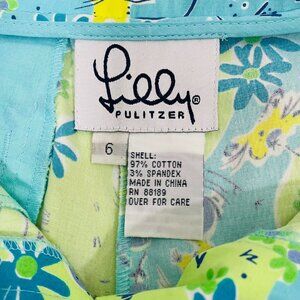 Lilly®
PULITZER
6
SHELL:
97% COTTON
3% SPANDEX
MADE IN CHINA
RN 88189
OVER FOR CARE